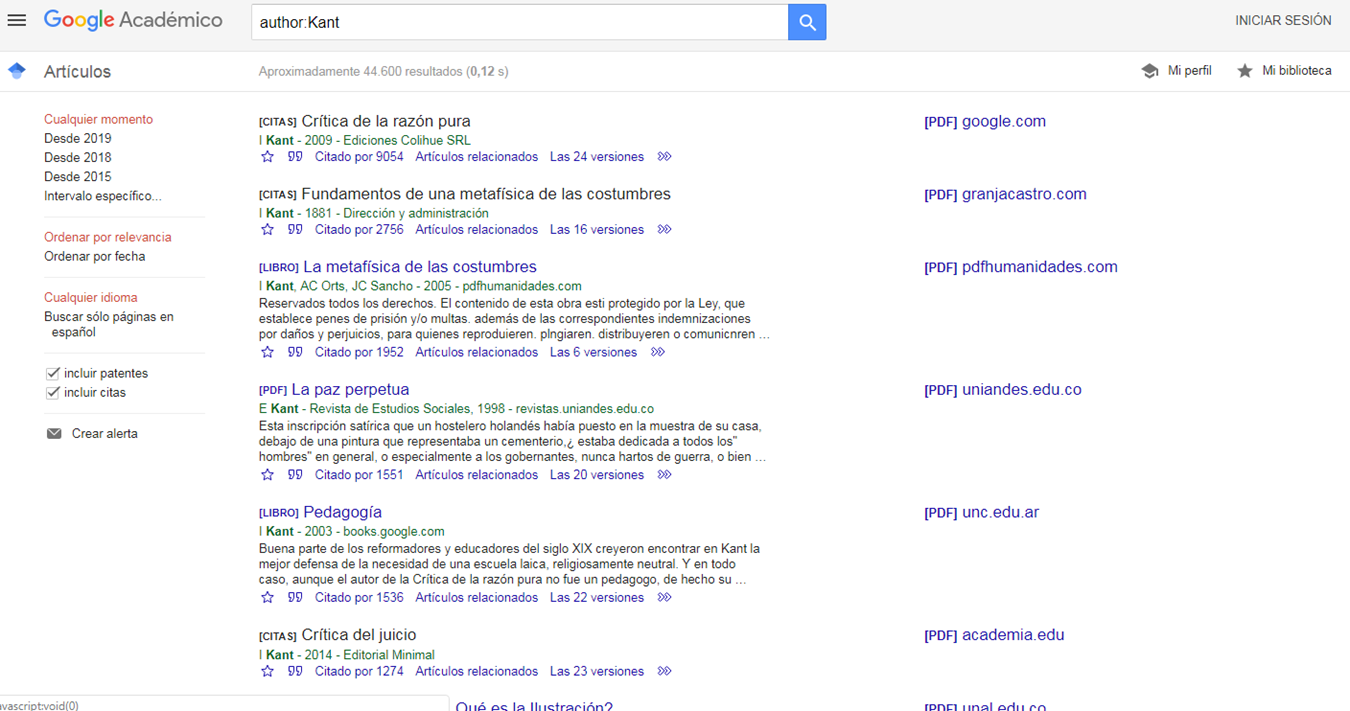 Google Académico
author:Kant
INICIAR SESIÓN
Artículos
Aproximadamente 44.600 resultados (0,12 s)
Mi perfil
Mi biblioteca
Cualquier momento
Desde 2019
Desde 2018
Desde 2015
Intervalo específico...
Ordenar por relevancia
Ordenar por fecha
Cualquier idioma
Buscar sólo páginas en
español
incluir patentes
incluir citas
Crear alerta
[CITAS] Crítica de la razón pura
I Kant - 2009 - Ediciones Colihue SRL
Citado por 9054 Artículos relacionados Las 24 versiones
[PDF] google.com
[CITAS] Fundamentos de una metafísica de las costumbres
I Kant - 1881 - Dirección y administración
Citado por 2756 Artículos relacionados Las 16 versiones
[PDF] granjacastro.com
[LIBRO] La metafísica de las costumbres
I Kant, AC Orts, JC Sancho - 2005 - pdfhumanidades.com
Reservados todos los derechos. El contenido de esta obra esti protegido por la Ley, que
establece penes de prisión y/o multas. además de las correspondientes indemnizaciones
por daños y perjuicios, para quienes reproduieren. plngiaren. distribuyeren o comunicnren ...
Citado por 1952 Artículos relacionados Las 6 versiones
[PDF] pdfhumanidades.com
[PDF] La paz perpetua
E Kant - Revista de Estudios Sociales, 1998 - revistas.uniandes.edu.co
Esta inscripción satírica que un hostelero holandés había puesto en la muestra de su casa,
debajo de una pintura que representaba un cementerio,¿ estaba dedicada a todos los"
hombres" en general, o especialmente a los gobernantes, nunca hartos de guerra, o bien ...
Citado por 1551 Artículos relacionados Las 20 versiones
[PDF] uniandes.edu.co
[LIBRO] Pedagogía
I Kant - 2003 - books.google.com
Buena parte de los reformadores y educadores del siglo XIX creyeron encontrar en Kant la
mejor defensa de la necesidad de una escuela laica, religiosamente neutral. Y en todo
caso, aunque el autor de la Crítica de la razón pura no fue un pedagogo, de hecho su ...
Citado por 1536 Artículos relacionados Las 22 versiones
[PDF] unc.edu.ar
[CITAS] Crítica del juicio
I Kant - 2014 - Editorial Minimal
Citado por 1274 Artículos relacionados Las 23 versiones
[PDF] academia.edu
Qué es la Ilustración?
[PDF] unal.edu.co
avascript:void(0)